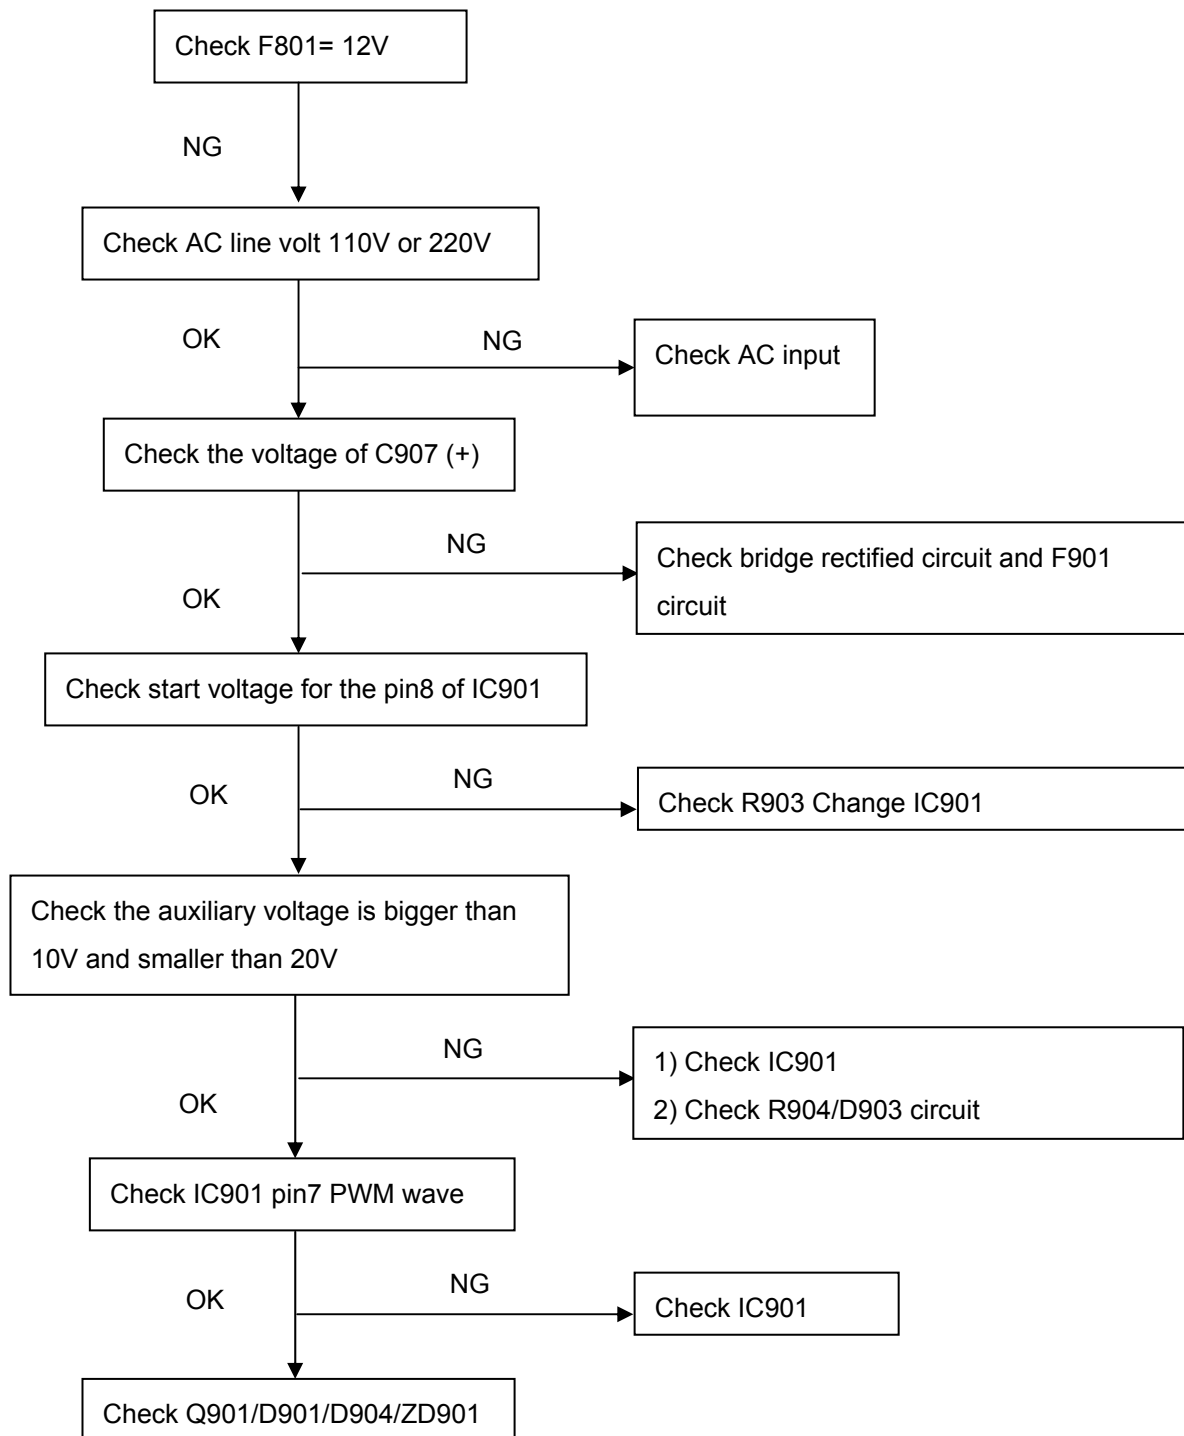 Check F801= 12V
NG
Check AC line volt 110V or 220V
OK
NG
Check AC input
Check the voltage of C907 (+)
NG
Check bridge rectified circuit and F901
circuit
OK
Check start voltage for the pin8 of IC901
OK
NG
Check R903 Change IC901
Check the auxiliary voltage is bigger than
10V and smaller than 20V
NG
1) Check IC901
2) Check R904/D903 circuit
OK
Check IC901 pin7 PWM wave
OK
NG
Check IC901
Check Q901/D901/D904/ZD901